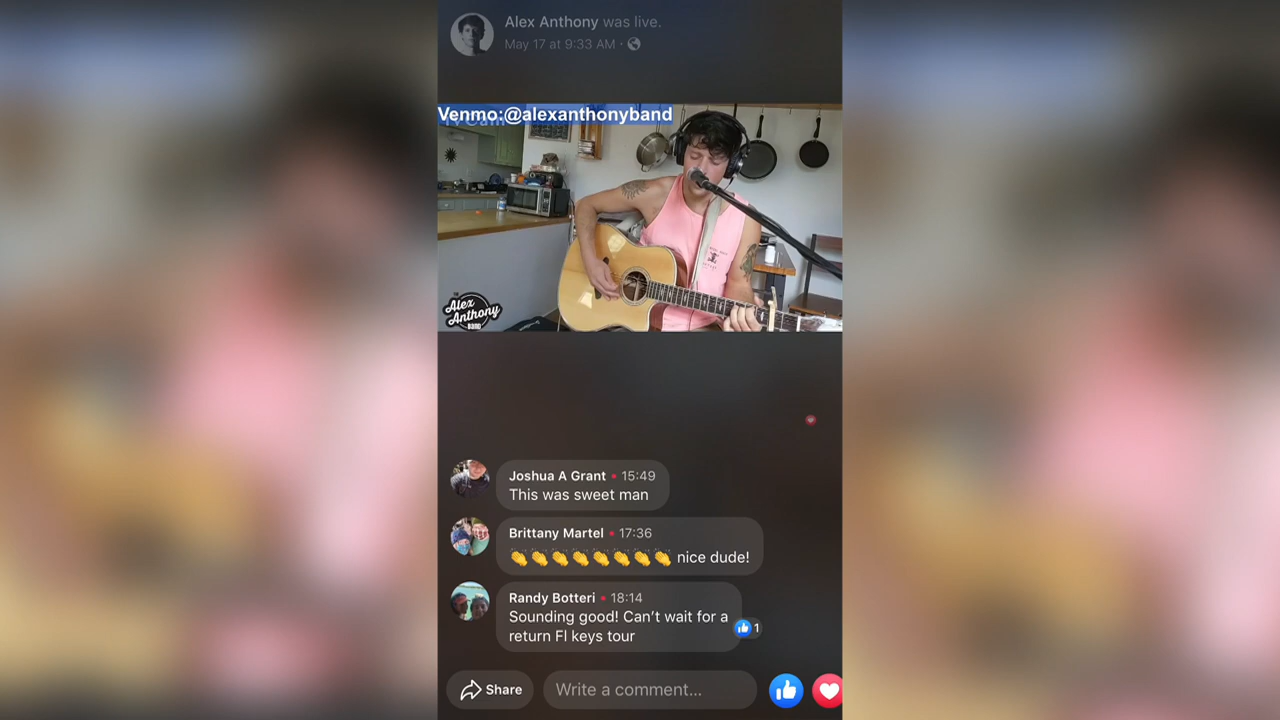 Alex Anthony was live.
May 17 at 9:33 AM ·
Venmo:@alexanthonyband
Alex
Anthony
BAND
Joshua A Grant • 15:49
This was sweet man
Brittany Martel • 17:36
👏👏👏👏👏👏👏👏 nice dude!
Randy Botteri • 18:14
Sounding good! Can’t wait for a
return Fl keys tour
1
Share
Write a comment...